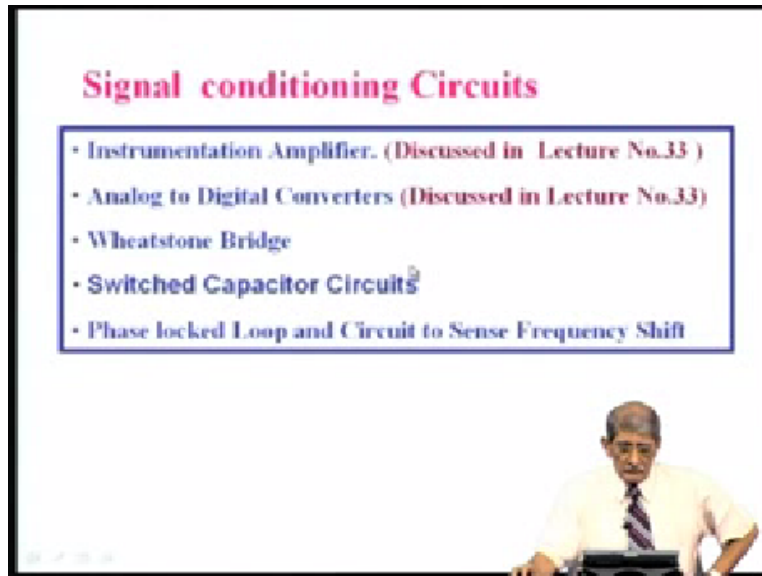 Signal conditioning Circuits
· Instrumentation Amplifier. (Discussed in Lecture No.33 )
· Analog to Digital Converters (Discussed in Lecture No.33)
· Wheatstone Bridge
· Switched Capacitor Circuits
· Phase locked Loop and Circuit to Sense Frequency Shift